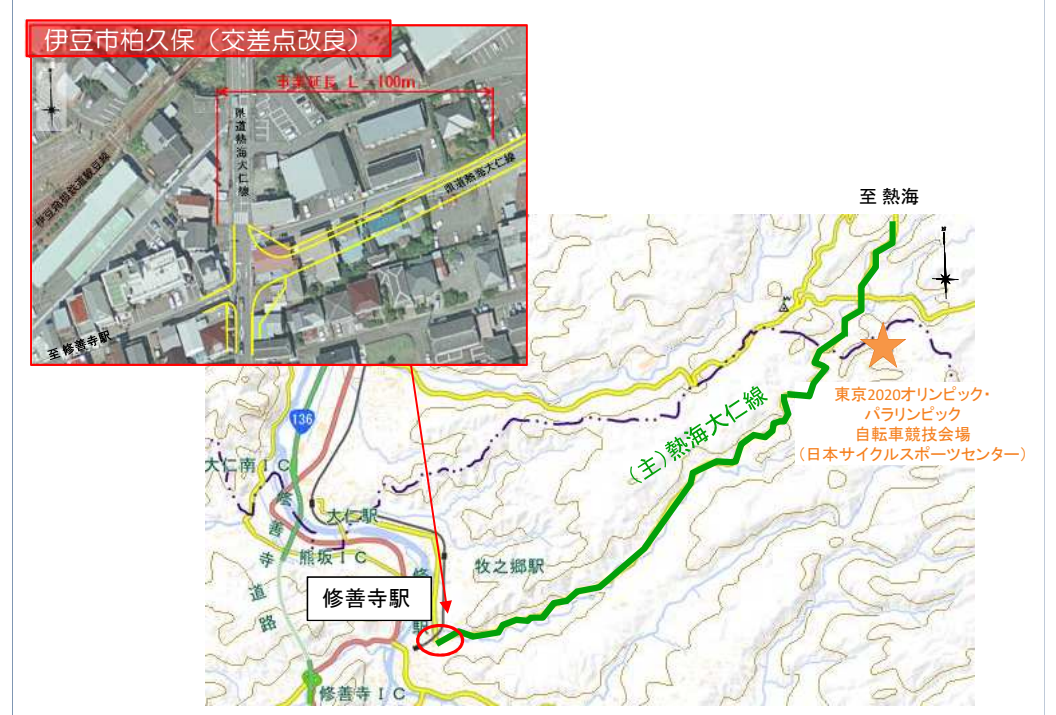 伊豆市柏久保（交差点改良）
事業延長 L=100m
県道熱海大仁線
県道熱海大仁線
伊豆箱根鉄道駿豆線
至 修善寺駅
至 熱海
東京2020オリンピック・
パラリンピック
自転車競技会場
（日本サイクルスポーツセンター）
（主）熱海大仁線
136
大仁南ＩＣ
大仁駅
修善寺道路
熊坂ＩＣ
牧之郷駅
修善寺駅
修善寺ＩＣ